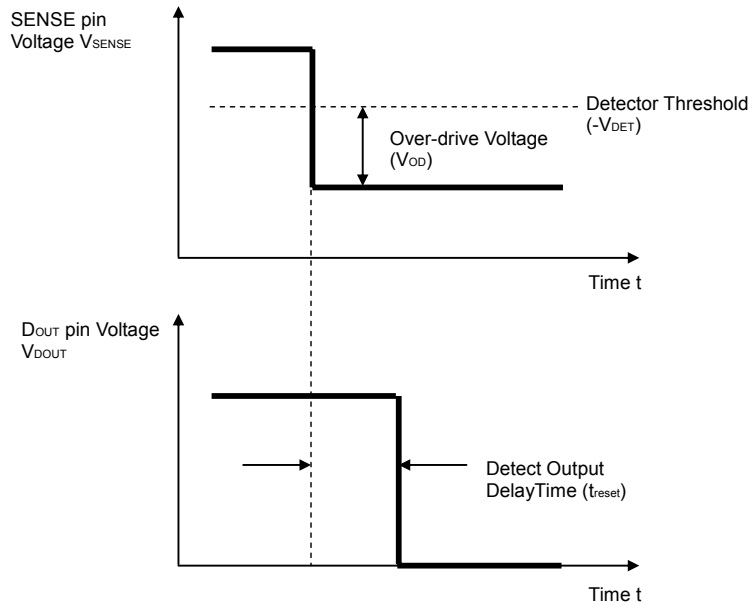 SENSE pin
Voltage VSENSE
Detector Threshold
(-VDET)
Over-drive Voltage
(VOD)
Time t
DOUT pin Voltage
VDOUT
Detect Output
DelayTime (treset)
Time t